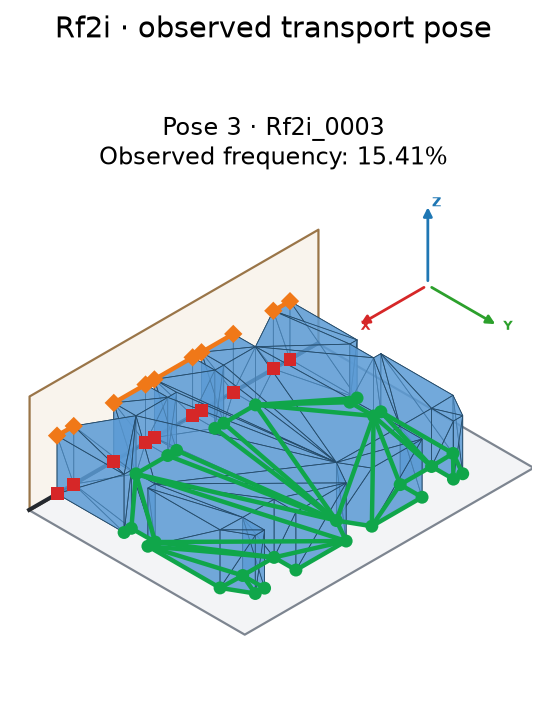 Rf2i · observed transport pose
Pose 3 · Rf2i_0003
Observed frequency: 15.41%
Z
X
Y